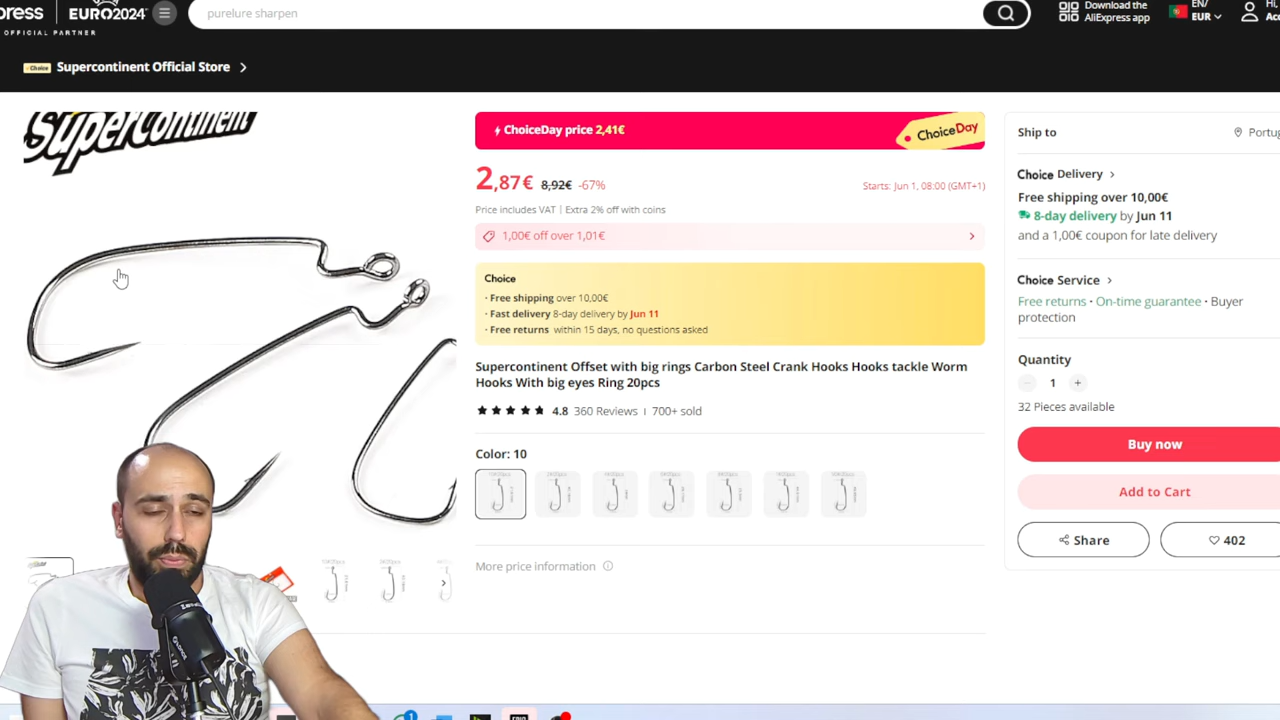 press
EURO2024
OFFICIAL PARTNER
purelure sharpen
Download the
AliExpress app
EN/
EUR
Hi,
Choice
Supercontinent Official Store
SuperContinent
ChoiceDay price 2,41€
ChoiceDay
2,87€ 8,92€ -67%
Starts: Jun 1, 08:00 (GMT+1)
Price includes VAT | Extra 2% off with coins
1,00€ off over 1,01€
Choice
· Free shipping over 10,00€
· Fast delivery 8-day delivery by Jun 11
· Free returns within 15 days, no questions asked
Supercontinent Offset with big rings Carbon Steel Crank Hooks Hooks tackle Worm
Hooks With big eyes Ring 20pcs
4.8 360 Reviews | 700+ sold
Color: 10
More price information
Ship to
Portug
Choice Delivery
Free shipping over 10,00€
8-day delivery by Jun 11
and a 1,00€ coupon for late delivery
Choice Service
Free returns · On-time guarantee · Buyer
protection
Quantity
- 1 +
32 Pieces available
Buy now
Add to Cart
Share
402
1